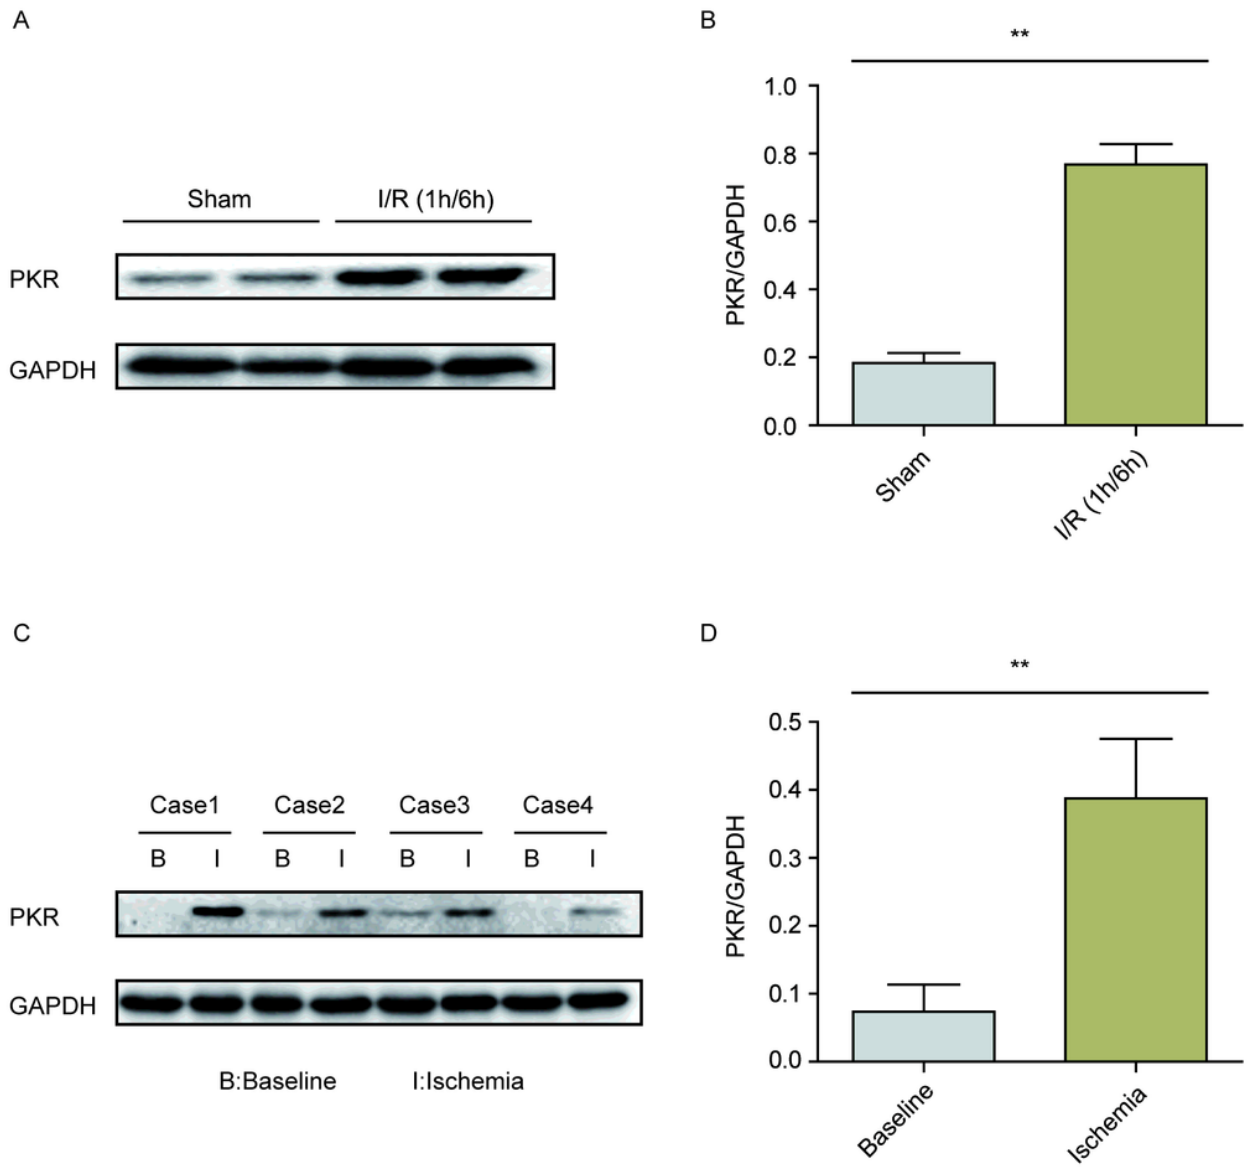 A
Sham I/R (1h/6h)
PKR
GAPDH
B
**
1.0
0.8
0.6
0.4
0.2
0.0
PKR/GAPDH
Sham
I/R (1h/6h)
C
Case1 Case2 Case3 Case4
B I B I B I B I
PKR
GAPDH
B:Baseline I:Ischemia
D
**
0.5
0.4
0.3
0.2
0.1
0.0
PKR/GAPDH
Baseline
Ischemia